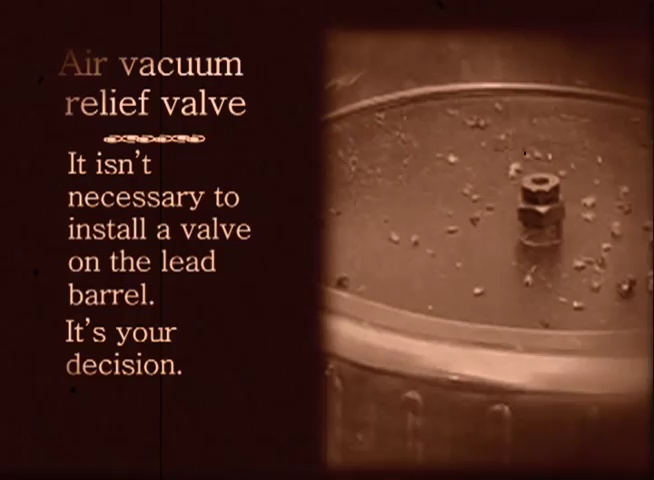 Air vacuum
relief valve
It isn't
necessary to
install a valve
on the lead
barrel.
It's your
decision.